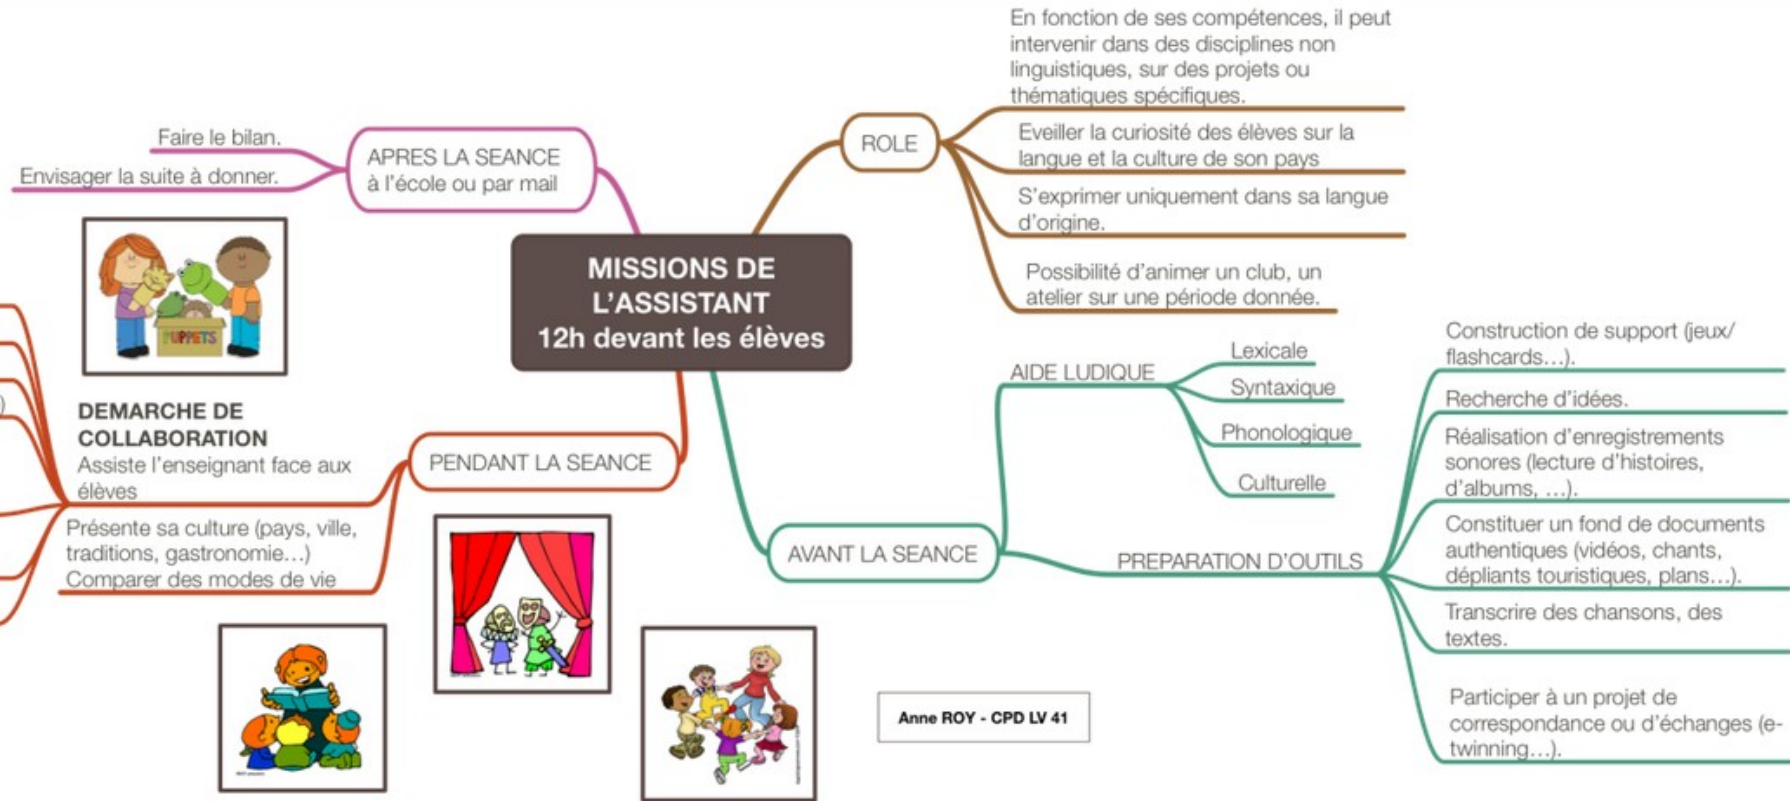 MISSIONS DE
L'ASSISTANT
12h devant les élèves
ROLE
En fonction de ses compétences, il peut
intervenir dans des disciplines non
linguistiques, sur des projets ou
thématiques spécifiques.
Eveiller la curiosité des élèves sur la
langue et la culture de son pays
S'exprimer uniquement dans sa langue
d'origine.
Possibilité d'animer un club, un
atelier sur une période donnée.
AVANT LA SEANCE
AIDE LUDIQUE
Lexicale
Syntaxique
Phonologique
Culturelle
PREPARATION D'OUTILS
Construction de support (jeux/
flashcards...).
Recherche d'idées.
Réalisation d'enregistrements
sonores (lecture d'histoires,
d'albums, ...).
Constituer un fond de documents
authentiques (vidéos, chants,
dépliants touristiques, plans...).
Transcrire des chansons, des
textes.
Participer à un projet de
correspondance ou d'échanges (e-
twinning...).
PENDANT LA SEANCE
DEMARCHE DE
COLLABORATION
Assiste l'enseignant face aux
élèves
Présente sa culture (pays, ville,
traditions, gastronomie...)
Comparer des modes de vie
)
APRES LA SEANCE
à l'école ou par mail
Faire le bilan.
Envisager la suite à donner.
PUPPETS
Anne ROY - CPD LV 41